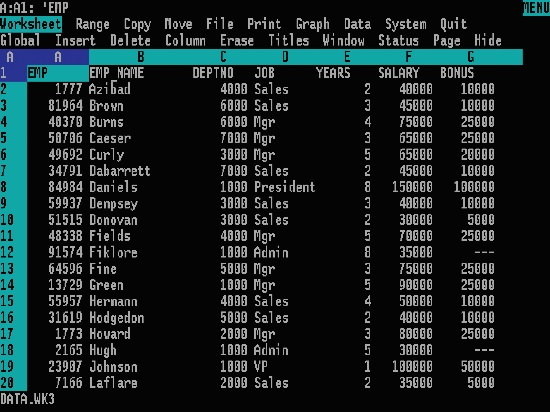 A:A1: 'EMP MENU
Worksheet Range Copy Move File Print Graph Data System Quit
Global Insert Delete Column Erase Titles Window Status Page Hide
A A B C D E F G
1 EMP EMP_NAME DEPTNO JOB YEARS SALARY BONUS
2 1777 Azibad 4000 Sales 2 40000 10000
3 81964 Brown 6000 Sales 3 45000 10000
4 40370 Burns 6000 Mgr 4 75000 25000
5 50706 Caeser 7000 Mgr 3 65000 25000
6 49692 Curly 3000 Mgr 5 65000 20000
7 34791 Dabarrett 7000 Sales 2 45000 10000
8 84984 Daniels 1000 President 8 150000 100000
9 59937 Dempsey 3000 Sales 3 40000 10000
10 51515 Donovan 3000 Sales 2 30000 5000
11 48338 Fields 4000 Mgr 5 70000 25000
12 91574 Fiklore 1000 Admin 8 35000 ---
13 64596 Fine 5000 Mgr 3 75000 25000
14 13729 Green 1000 Mgr 5 90000 25000
15 55957 Hermann 4000 Sales 4 50000 10000
16 31619 Hodgedon 5000 Sales 2 40000 10000
17 1773 Howard 2000 Mgr 3 80000 25000
18 2165 Hugh 1000 Admin 5 30000 ---
19 23907 Johnson 1000 VP 1 100000 50000
20 7166 Laflare 2000 Sales 2 35000 5000
DATA.WK3